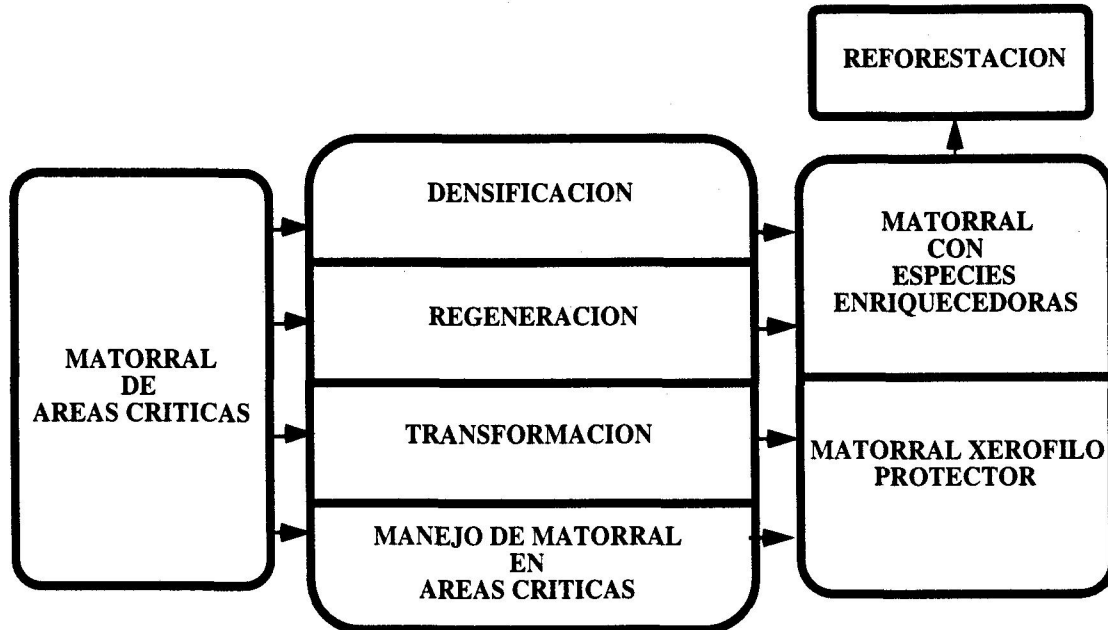 REFORESTACION
MATORRAL
DE
AREAS CRITICAS
DENSIFICACION
REGENERACION
TRANSFORMACION
MANEJO DE MATORRAL
EN
AREAS CRITICAS
MATORRAL
CON
ESPECIES
ENRIQUECEDORAS
MATORRAL XEROFILO
PROTECTOR